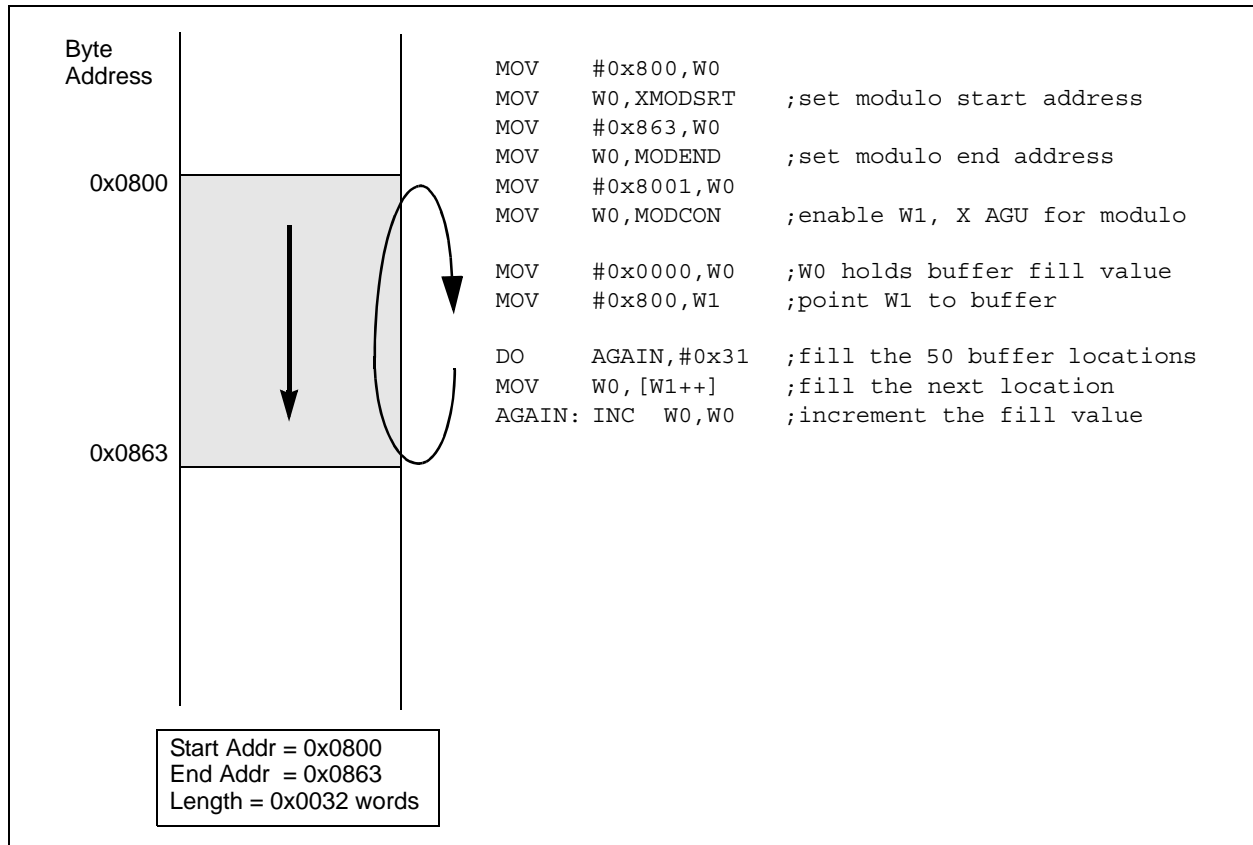 Byte
Address
0x0800
0x0863
MOV #0x800,W0
MOV W0,XMODSRT ;set modulo start address
MOV #0x863,W0
MOV W0,MODEND ;set modulo end address
MOV #0x8001,W0
MOV W0,MODCON ;enable W1, X AGU for modulo
MOV #0x0000,W0 ;W0 holds buffer fill value
MOV #0x800,W1 ;point W1 to buffer
DO AGAIN,#0x31 ;fill the 50 buffer locations
MOV W0,[W1++] ;fill the next location
AGAIN: INC W0,W0 ;increment the fill value
Start Addr = 0x0800
End Addr = 0x0863
Length = 0x0032 words